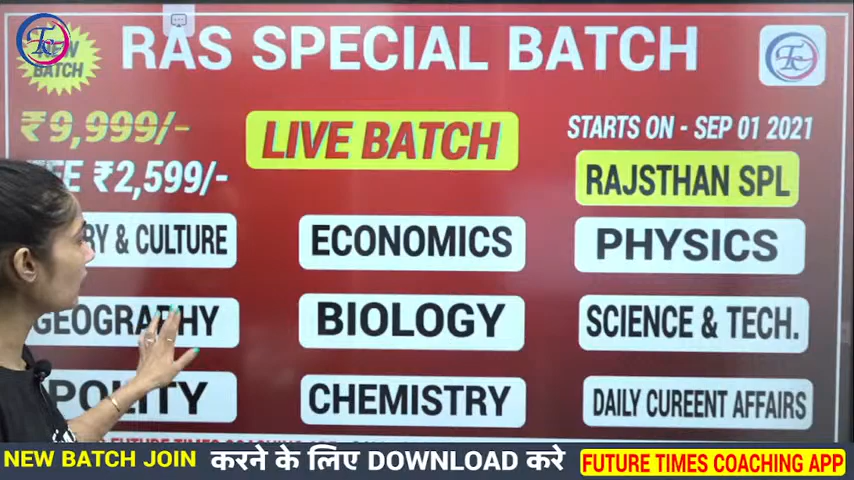 NEW
BATCH
RAS SPECIAL BATCH
₹9,999/-
LIVE BATCH
STARTS ON - SEP 01 2021
₹2,599/-
RAJSTHAN SPL
& CULTURE
ECONOMICS
PHYSICS
GEOGRAPHY
BIOLOGY
SCIENCE & TECH.
POLITY
CHEMISTRY
DAILY CUREENT AFFAIRS
NEW BATCH JOIN करने के लिए DOWNLOAD करे FUTURE TIMES COACHING APP